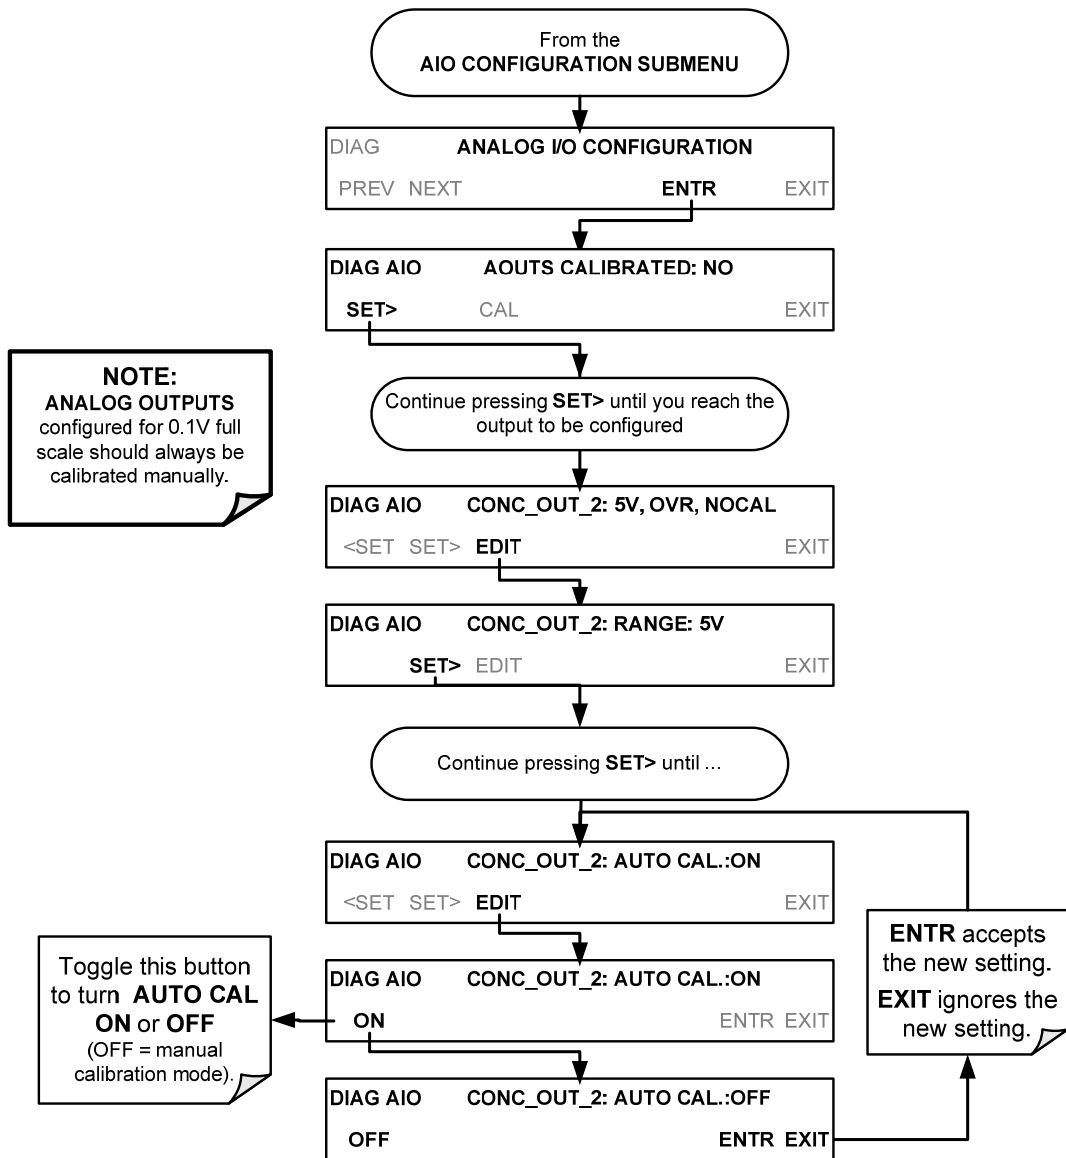 From the
AIO CONFIGURATION SUBMENU
DIAG ANALOG I/O CONFIGURATION
PREV NEXT ENTR EXIT
DIAG AIO AOUTS CALIBRATED: NO
SET> CAL EXIT
NOTE:
ANALOG OUTPUTS
configured for 0.1V full
scale should always be
calibrated manually.
Continue pressing SET> until you reach the
output to be configured
DIAG AIO CONC_OUT_2: 5V, OVR, NOCAL
<SET SET> EDIT EXIT
DIAG AIO CONC_OUT_2: RANGE: 5V
SET> EDIT EXIT
Continue pressing SET> until ...
DIAG AIO CONC_OUT_2: AUTO CAL.:ON
<SET SET> EDIT EXIT
Toggle this button
to turn AUTO CAL
ON or OFF
(OFF = manual
calibration mode).
DIAG AIO CONC_OUT_2: AUTO CAL.:ON
ON ENTR EXIT
ENTR accepts
the new setting.
EXIT ignores the
new setting.
DIAG AIO CONC_OUT_2: AUTO CAL.:OFF
OFF ENTR EXIT